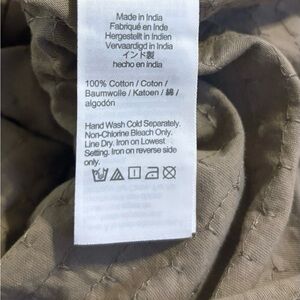 Made in India
Fabriqué en Inde
Hergestellt in Indien
Vervaardigd in India
インド製
hecho en india
100% Cotton / Coton /
Baumwolle / Katoen / 綿 /
algodón
Hand Wash Cold Separately.
Non-Chlorine Bleach Only.
Line Dry. Iron on Lowest
Setting. Iron on reverse side
only.